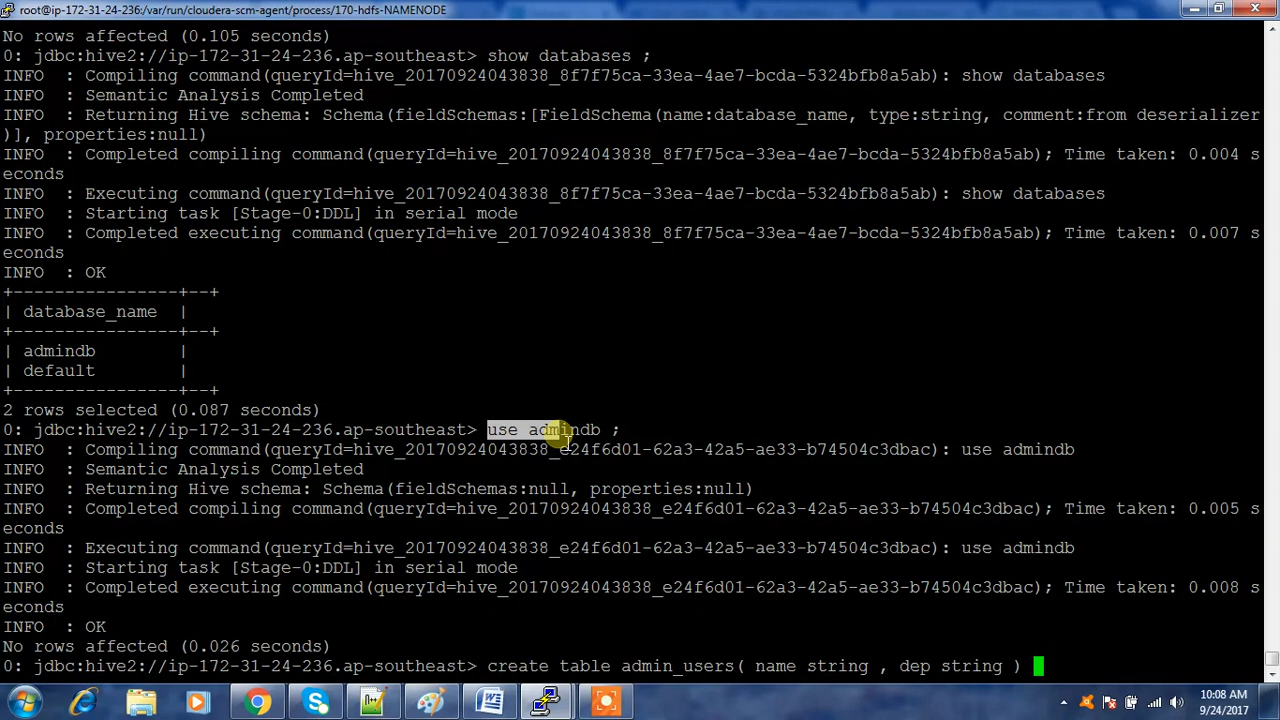 root@ip-172-31-24-236:/var/run/cloudera-scm-agent/process/170-hdfs-NAMENODE
No rows affected (0.105 seconds)
0: jdbc:hive2://ip-172-31-24-236.ap-southeast> show databases ;
INFO  : Compiling command(queryId=hive_20170924043838_8f7f75ca-33ea-4ae7-bcda-5324bfb8a5ab): show databases
INFO  : Semantic Analysis Completed
INFO  : Returning Hive schema: Schema(fieldSchemas:[FieldSchema(name:database_name, type:string, comment:from deserializer
)], properties:null)
INFO  : Completed compiling command(queryId=hive_20170924043838_8f7f75ca-33ea-4ae7-bcda-5324bfb8a5ab); Time taken: 0.004 s
econds
INFO  : Executing command(queryId=hive_20170924043838_8f7f75ca-33ea-4ae7-bcda-5324bfb8a5ab): show databases
INFO  : Starting task [Stage-0:DDL] in serial mode
INFO  : Completed executing command(queryId=hive_20170924043838_8f7f75ca-33ea-4ae7-bcda-5324bfb8a5ab); Time taken: 0.007 s
econds
INFO  : OK
+----------------+--+
| database_name  |
+----------------+--+
| admindb        |
| default        |
+----------------+--+
2 rows selected (0.087 seconds)
0: jdbc:hive2://ip-172-31-24-236.ap-southeast> use admindb ;
INFO  : Compiling command(queryId=hive_20170924043838_e24f6d01-62a3-42a5-ae33-b74504c3dbac): use admindb
INFO  : Semantic Analysis Completed
INFO  : Returning Hive schema: Schema(fieldSchemas:null, properties:null)
INFO  : Completed compiling command(queryId=hive_20170924043838_e24f6d01-62a3-42a5-ae33-b74504c3dbac); Time taken: 0.005 s
econds
INFO  : Executing command(queryId=hive_20170924043838_e24f6d01-62a3-42a5-ae33-b74504c3dbac): use admindb
INFO  : Starting task [Stage-0:DDL] in serial mode
INFO  : Completed executing command(queryId=hive_20170924043838_e24f6d01-62a3-42a5-ae33-b74504c3dbac); Time taken: 0.008 s
econds
INFO  : OK
No rows affected (0.026 seconds)
0: jdbc:hive2://ip-172-31-24-236.ap-southeast> create table admin_users( name string , dep string )
10:08 AM
9/24/2017